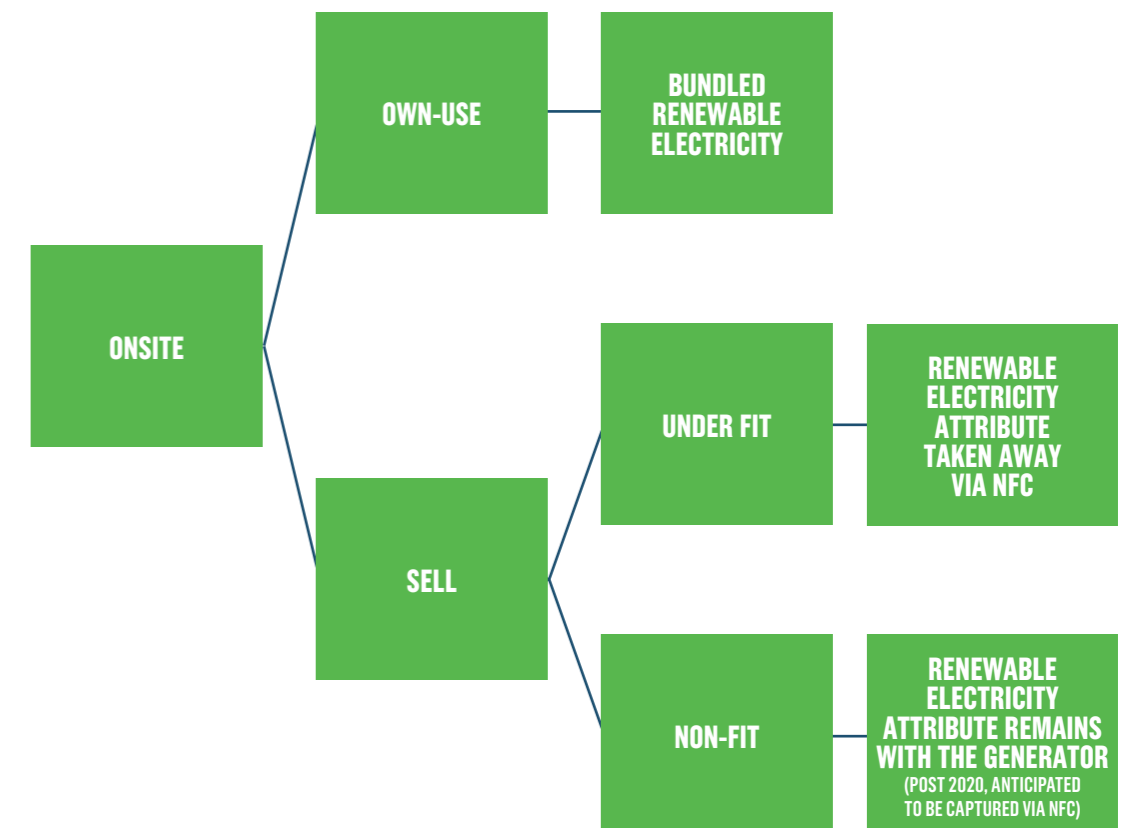 OWN-USE
BUNDLED
RENEWABLE
ELECTRICITY
ONSITE
UNDER FIT
RENEWABLE
ELECTRICITY
ATTRIBUTE
TAKEN AWAY
VIA NFC
SELL
NON-FIT
RENEWABLE
ELECTRICITY
ATTRIBUTE REMAINS
WITH THE GENERATOR
(POST 2020, ANTICIPATED
TO BE CAPTURED VIA NFC)